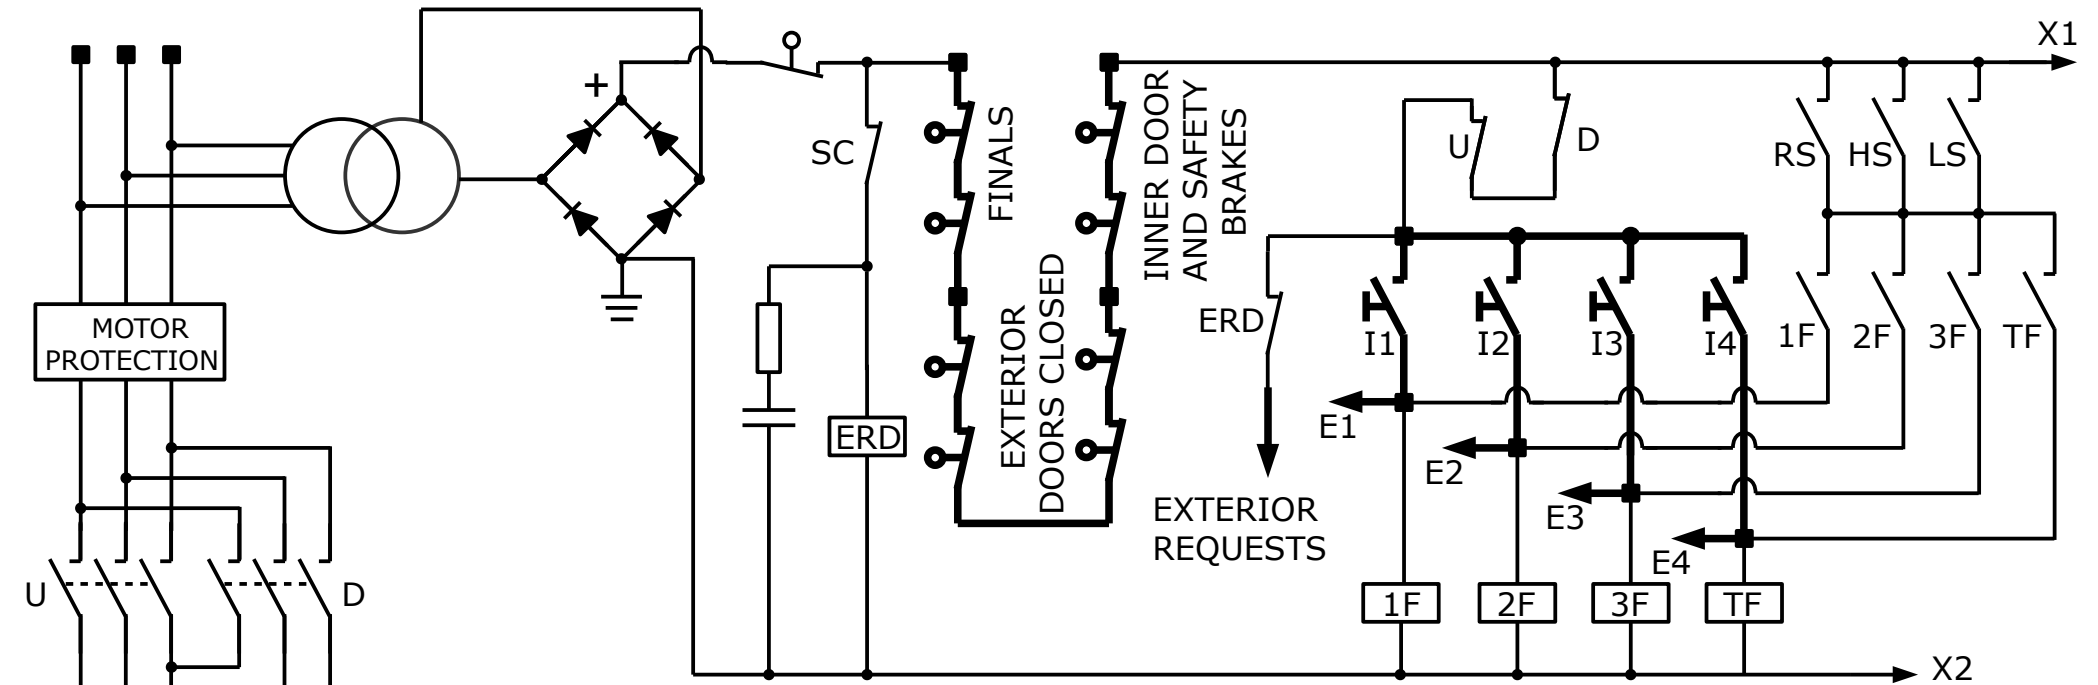 X1
+
SC
FINALS
INNER DOOR
AND SAFETY
BRAKES
U
D
RS
HS
LS
MOTOR
PROTECTION
EXTERIOR
DOORS CLOSED
ERD
I1
I2
I3
I4
1F
2F
3F
TF
ERD
E1
E2
E3
E4
EXTERIOR
REQUESTS
U
D
1F
2F
3F
TF
X2